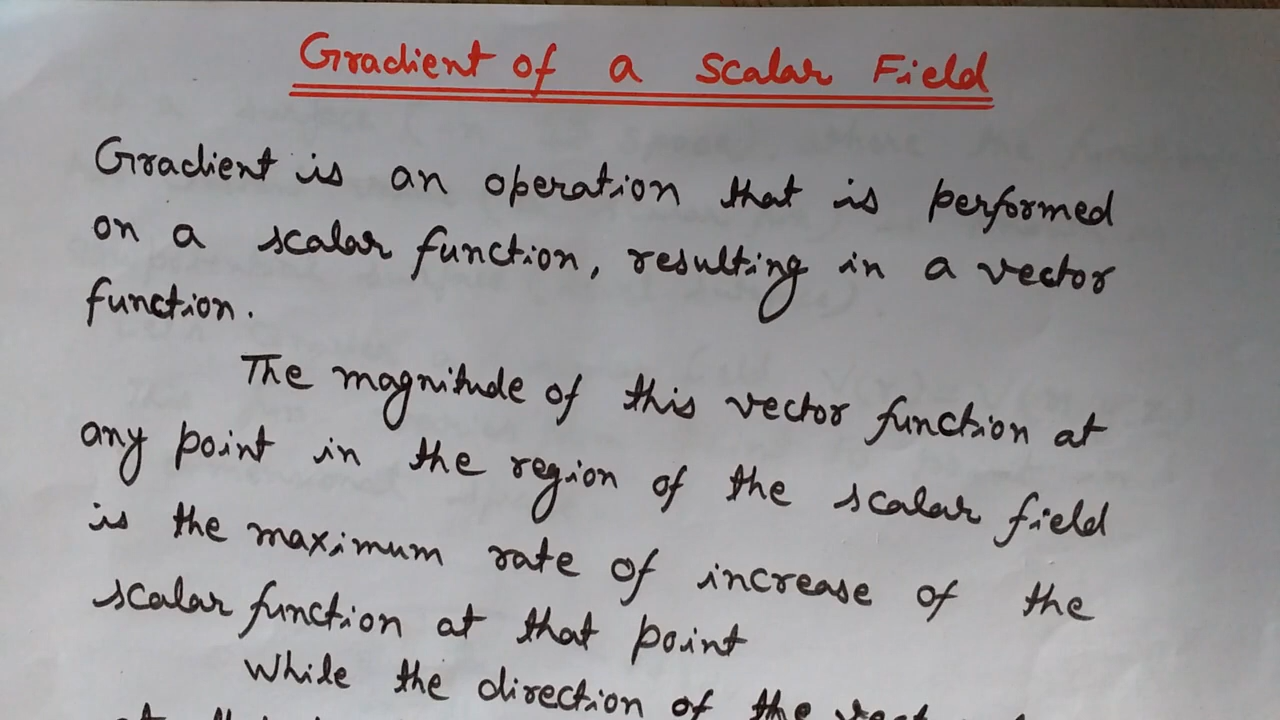 Gradient of a Scalar Field
Gradient is an operation that is performed
on a scalar function, resulting in a vector
function.
The magnitude of this vector function at
any point in the region of the scalar field
is the maximum rate of increase of the
scalar function at that point
While the direction of the